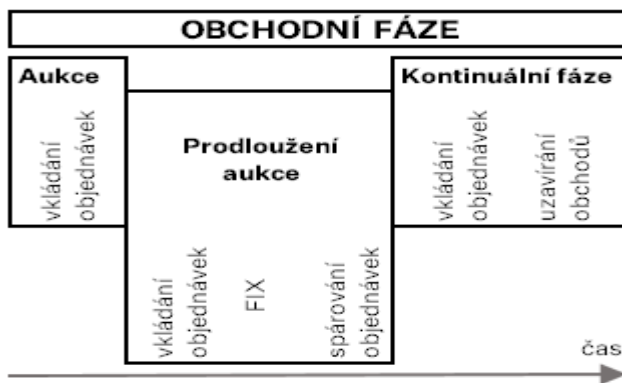 OBCHODNÍ FÁZE
Aukce
vkládání
objednávek
Prodloužení
aukce
vkládání
objednávek
FIX
spárování
objednávek
Kontinuální fáze
vkládání
objednávek
uzavírání
obchodů
čas